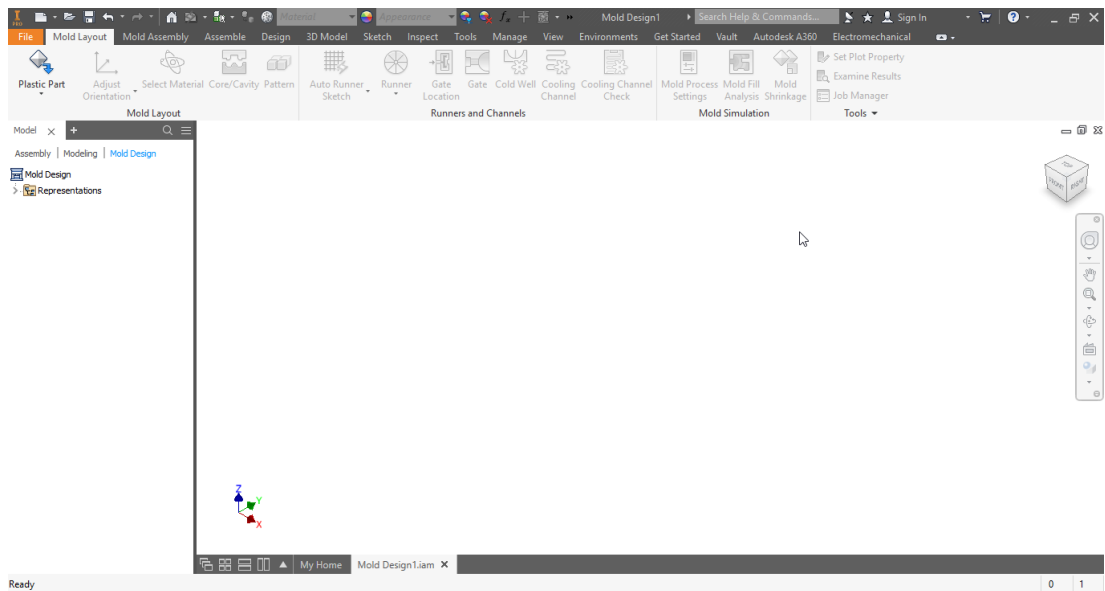 Material Appearance Mold Design1 Search Help & Commands... Sign In
File Mold Layout Mold Assembly Assemble Design 3D Model Sketch Inspect Tools Manage View Environments Get Started Vault Autodesk A360 Electromechanical
Plastic Part
Adjust
Orientation
Select Material
Core/Cavity
Pattern
Mold Layout
Auto Runner
Sketch
Runner
Gate
Location
Gate
Cold Well
Cooling
Channel
Cooling Channel
Check
Runners and Channels
Mold Process
Settings
Mold Fill
Analysis
Mold
Shrinkage
Mold Simulation
Set Plot Property
Examine Results
Job Manager
Tools
Model
Assembly | Modeling | Mold Design
Mold Design
Representations
FRONT
RIGHT
Z
Y
X
My Home Mold Design1.iam
Ready 0 1